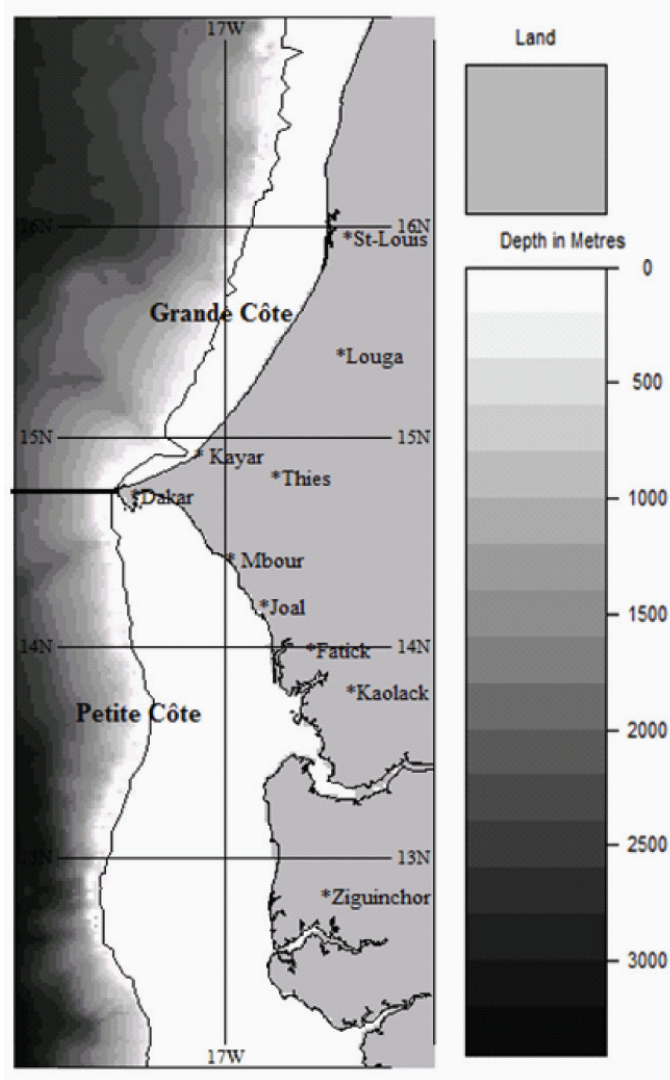 17W
Land
16N 16N
*St-Louis
Depth in Metres
0
Grande Côte
*Louga
500
15N 15N
* Kayar
*Thies
*Dakar
1000
* Mbour
*Joal
1500
14N 14N
*Fatick
*Kaolack
Petite Côte
2000
2500
13N 13N
*Ziguinchor
3000
17W